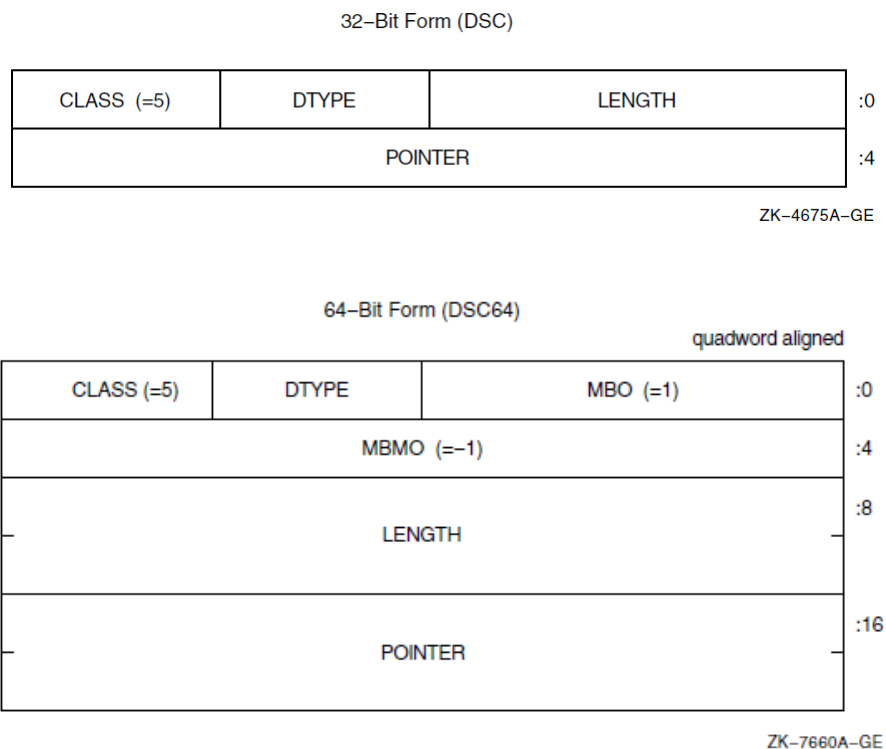 32–Bit Form (DSC)
CLASS (=5) DTYPE LENGTH :0
POINTER :4
ZK–4675A–GE
64–Bit Form (DSC64)
quadword aligned
CLASS (=5) DTYPE MBO (=1) :0
MBMO (=–1) :4
:8
LENGTH
:16
POINTER
ZK–7660A–GE